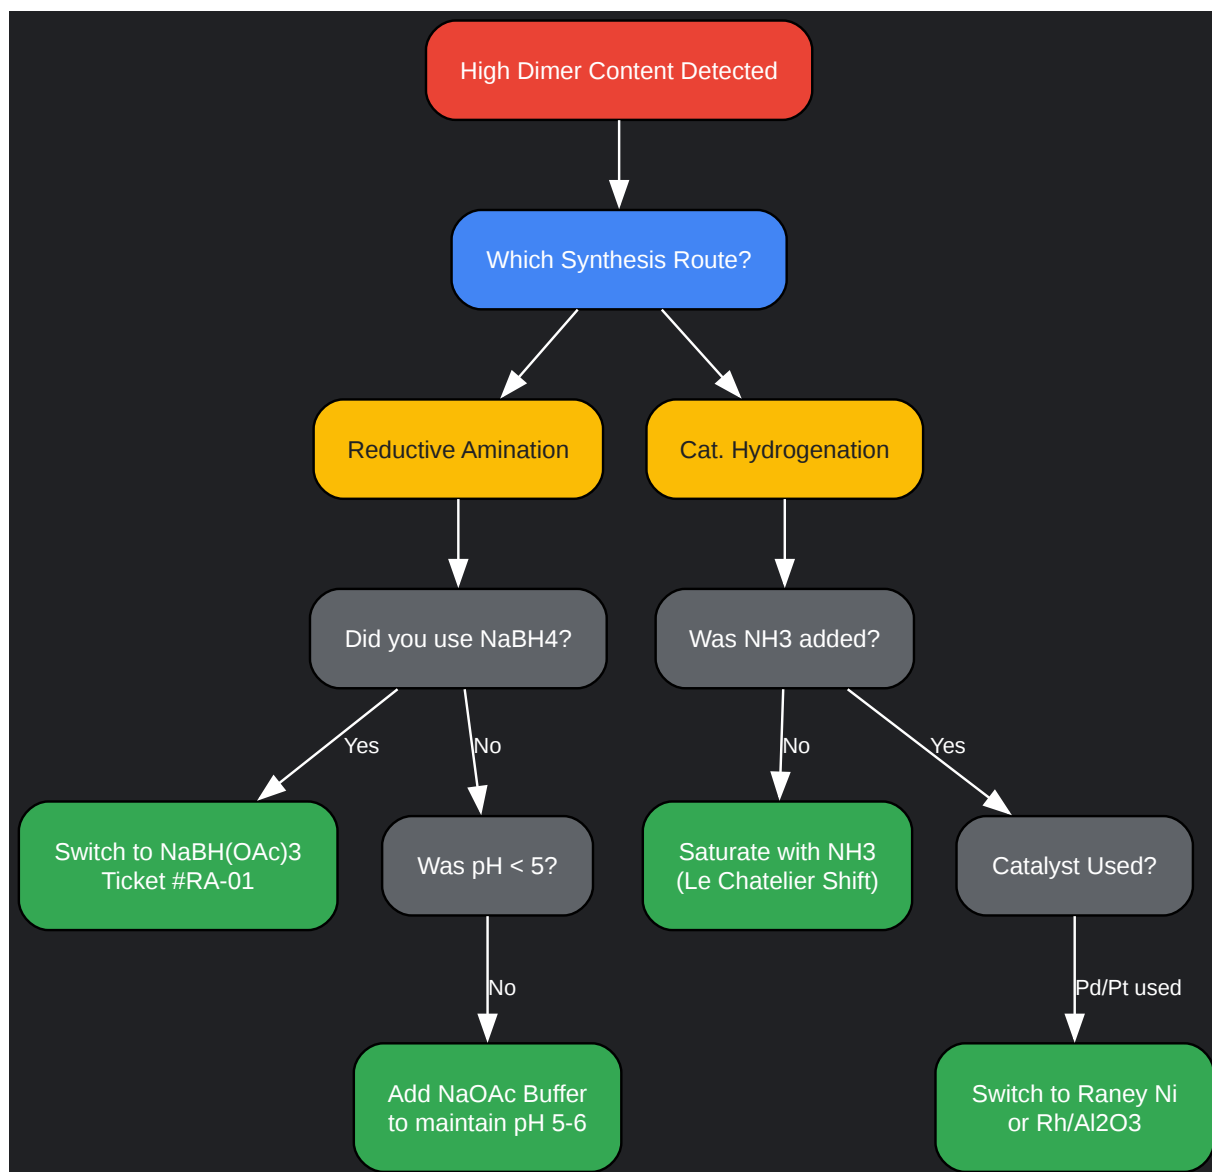 High Dimer Content Detected
Which Synthesis Route?
Reductive Amination
Cat. Hydrogenation
Did you use NaBH4?
Was NH3 added?
Yes
No
No
Yes
Switch to NaBH(OAc)3
Ticket #RA-01
Was pH < 5?
Saturate with NH3
(Le Chatelier Shift)
Catalyst Used?
No
Pd/Pt used
Add NaOAc Buffer
to maintain pH 5-6
Switch to Raney Ni
or Rh/Al2O3